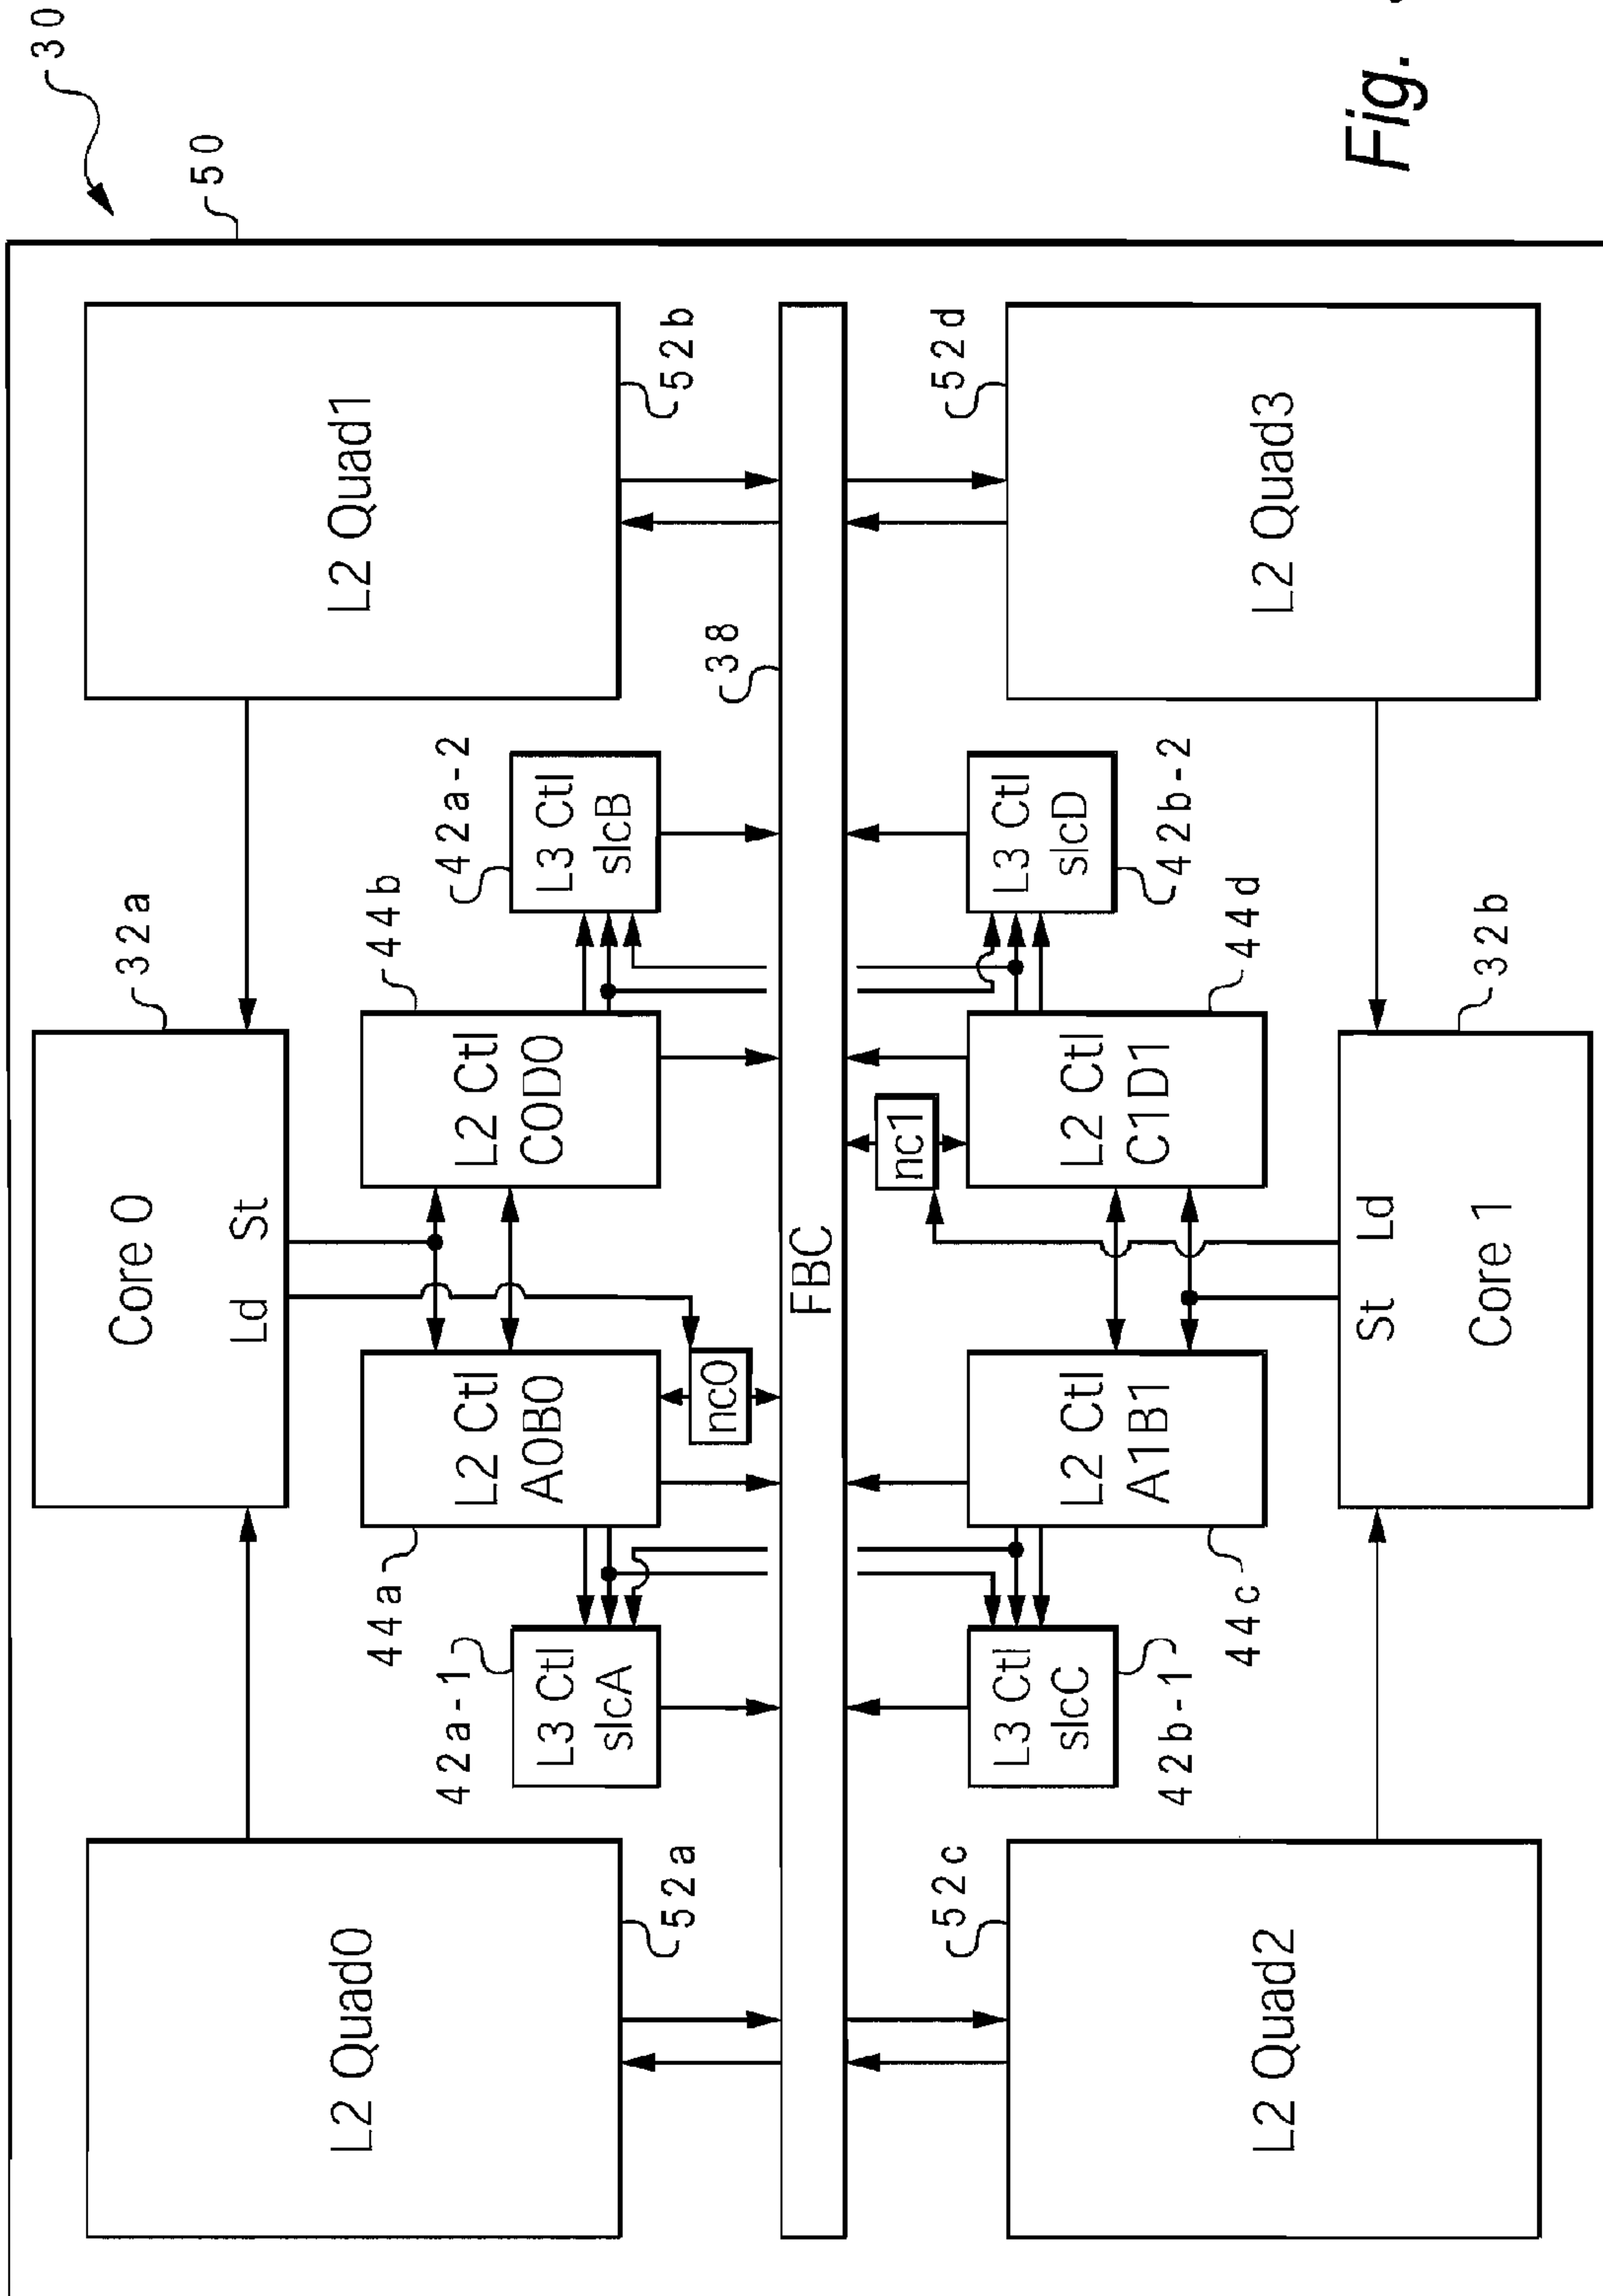 30
50
Core 0
Ld St
32a
L2 Quad0
52a
L2 Quad1
52b
L2 Ctl
A0B0
44a
L2 Ctl
C0D0
44b
L3 Ctl
slcA
42a-1
L3 Ctl
slcB
42a-2
nc0
FBC
38
nc1
L3 Ctl
slcC
42b-1
L3 Ctl
slcD
42b-2
L2 Ctl
A1B1
44c
L2 Ctl
C1D1
44d
L2 Quad2
52c
L2 Quad3
52d
St Ld
Core 1
32b
Fig.